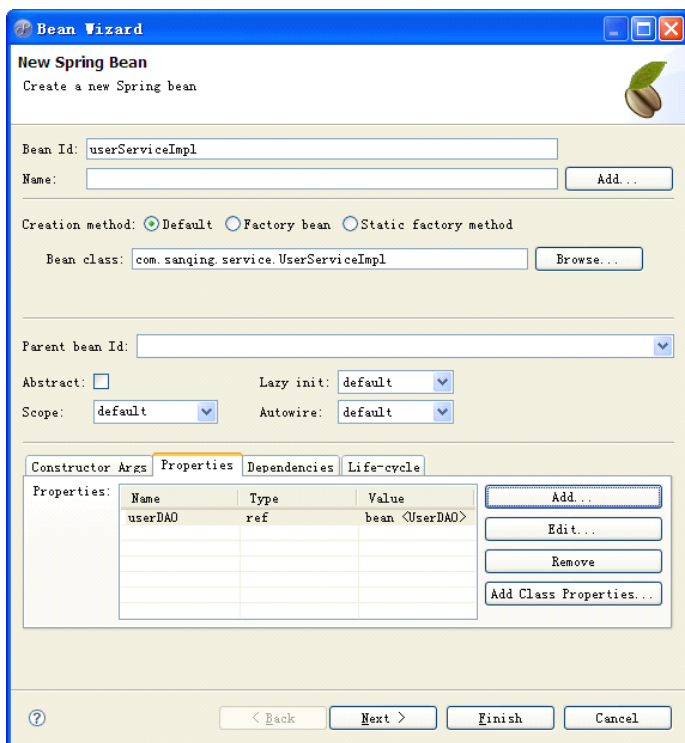 Bean Wizard
New Spring Bean
Create a new Spring bean
Bean Id: userServiceImpl
Name: Add...
Creation method: Default Factory bean Static factory method
Bean class: com.sanqing.service.UserServiceImpl Browse...
Parent bean Id:
Abstract: Lazy init: default
Scope: default Autowire: default
Constructor Args Properties Dependencies Life-cycle
Properties: Name Type Value Add...
userDAO ref bean <UserDAO>
Edit...
Remove
Add Class Properties...
? < Back Next > Finish Cancel